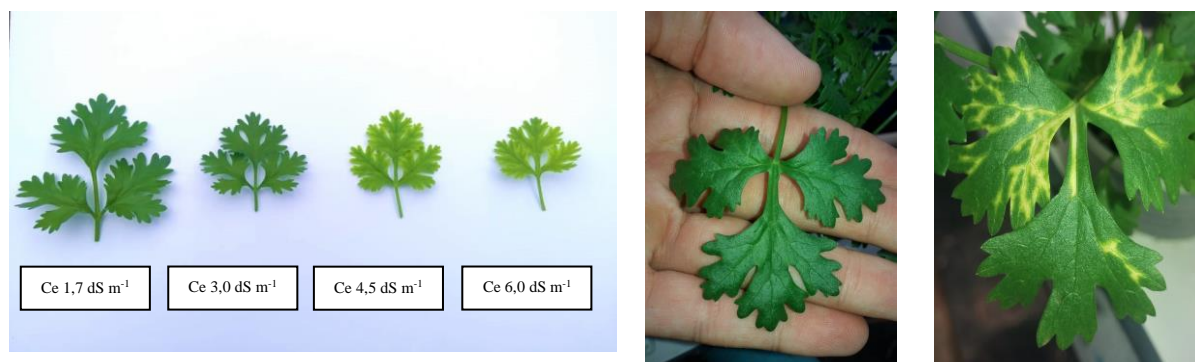 Ce 1,7 dS m⁻¹
Ce 3,0 dS m⁻¹
Ce 4,5 dS m⁻¹
Ce 6,0 dS m⁻¹